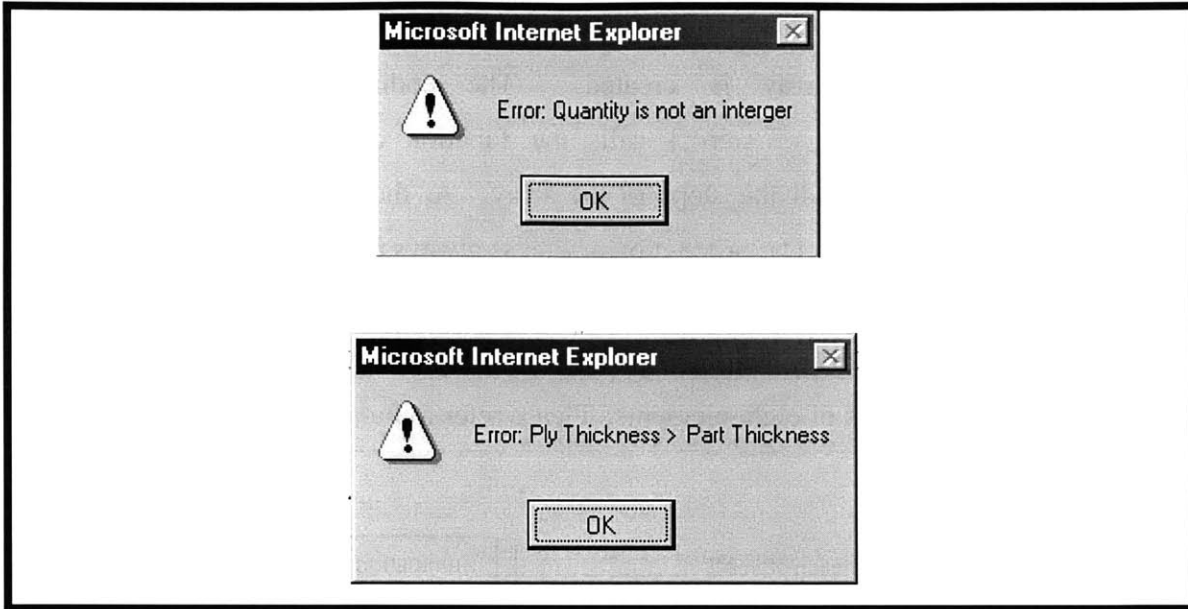 Microsoft Internet Explorer
Error: Quantity is not an interger
OK
Microsoft Internet Explorer
Error: Ply Thickness > Part Thickness
OK